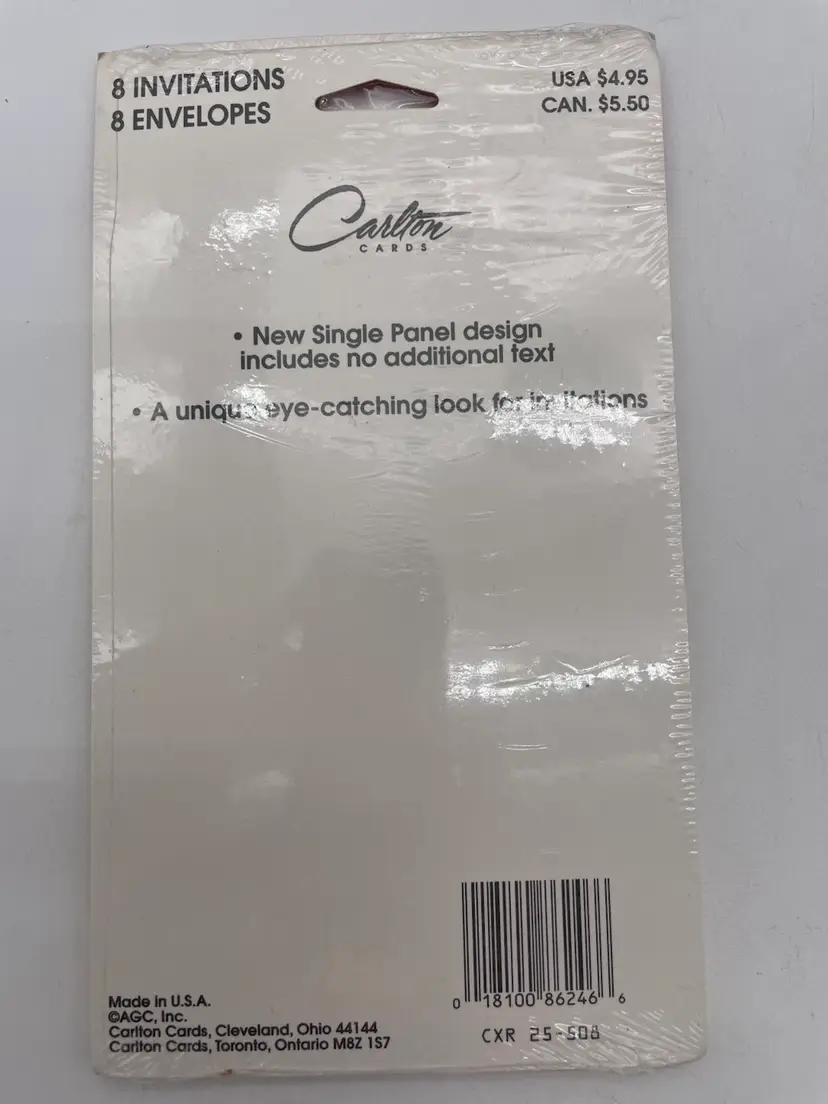 8 INVITATIONS
8 ENVELOPES
USA $4.95
CAN. $5.50
Carlton
CARDS
• New Single Panel design
includes no additional text
• A unique eye-catching look for invitations
0 18100 86246 6
CXR 25-508
Made in U.S.A.
©AGC, Inc.
Carlton Cards, Cleveland, Ohio 44144
Carlton Cards, Toronto, Ontario M8Z 1S7